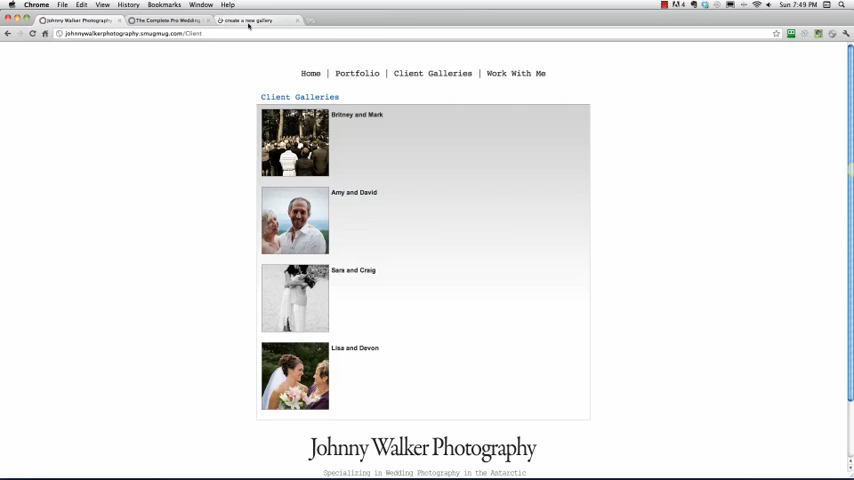 Chrome File Edit View History Bookmarks Window Help
4
Sun 7:49 PM
Johnny Walker Photography
The Complete Pro Wedding
create a new gallery
johnnywalkerphotography.smugmug.com/Client
Home | Portfolio | Client Galleries | Work With Me
Client Galleries
Britney and Mark
Amy and David
Sara and Craig
Lisa and Devon
Johnny Walker Photography
Specializing in Wedding Photography in the Antarctic